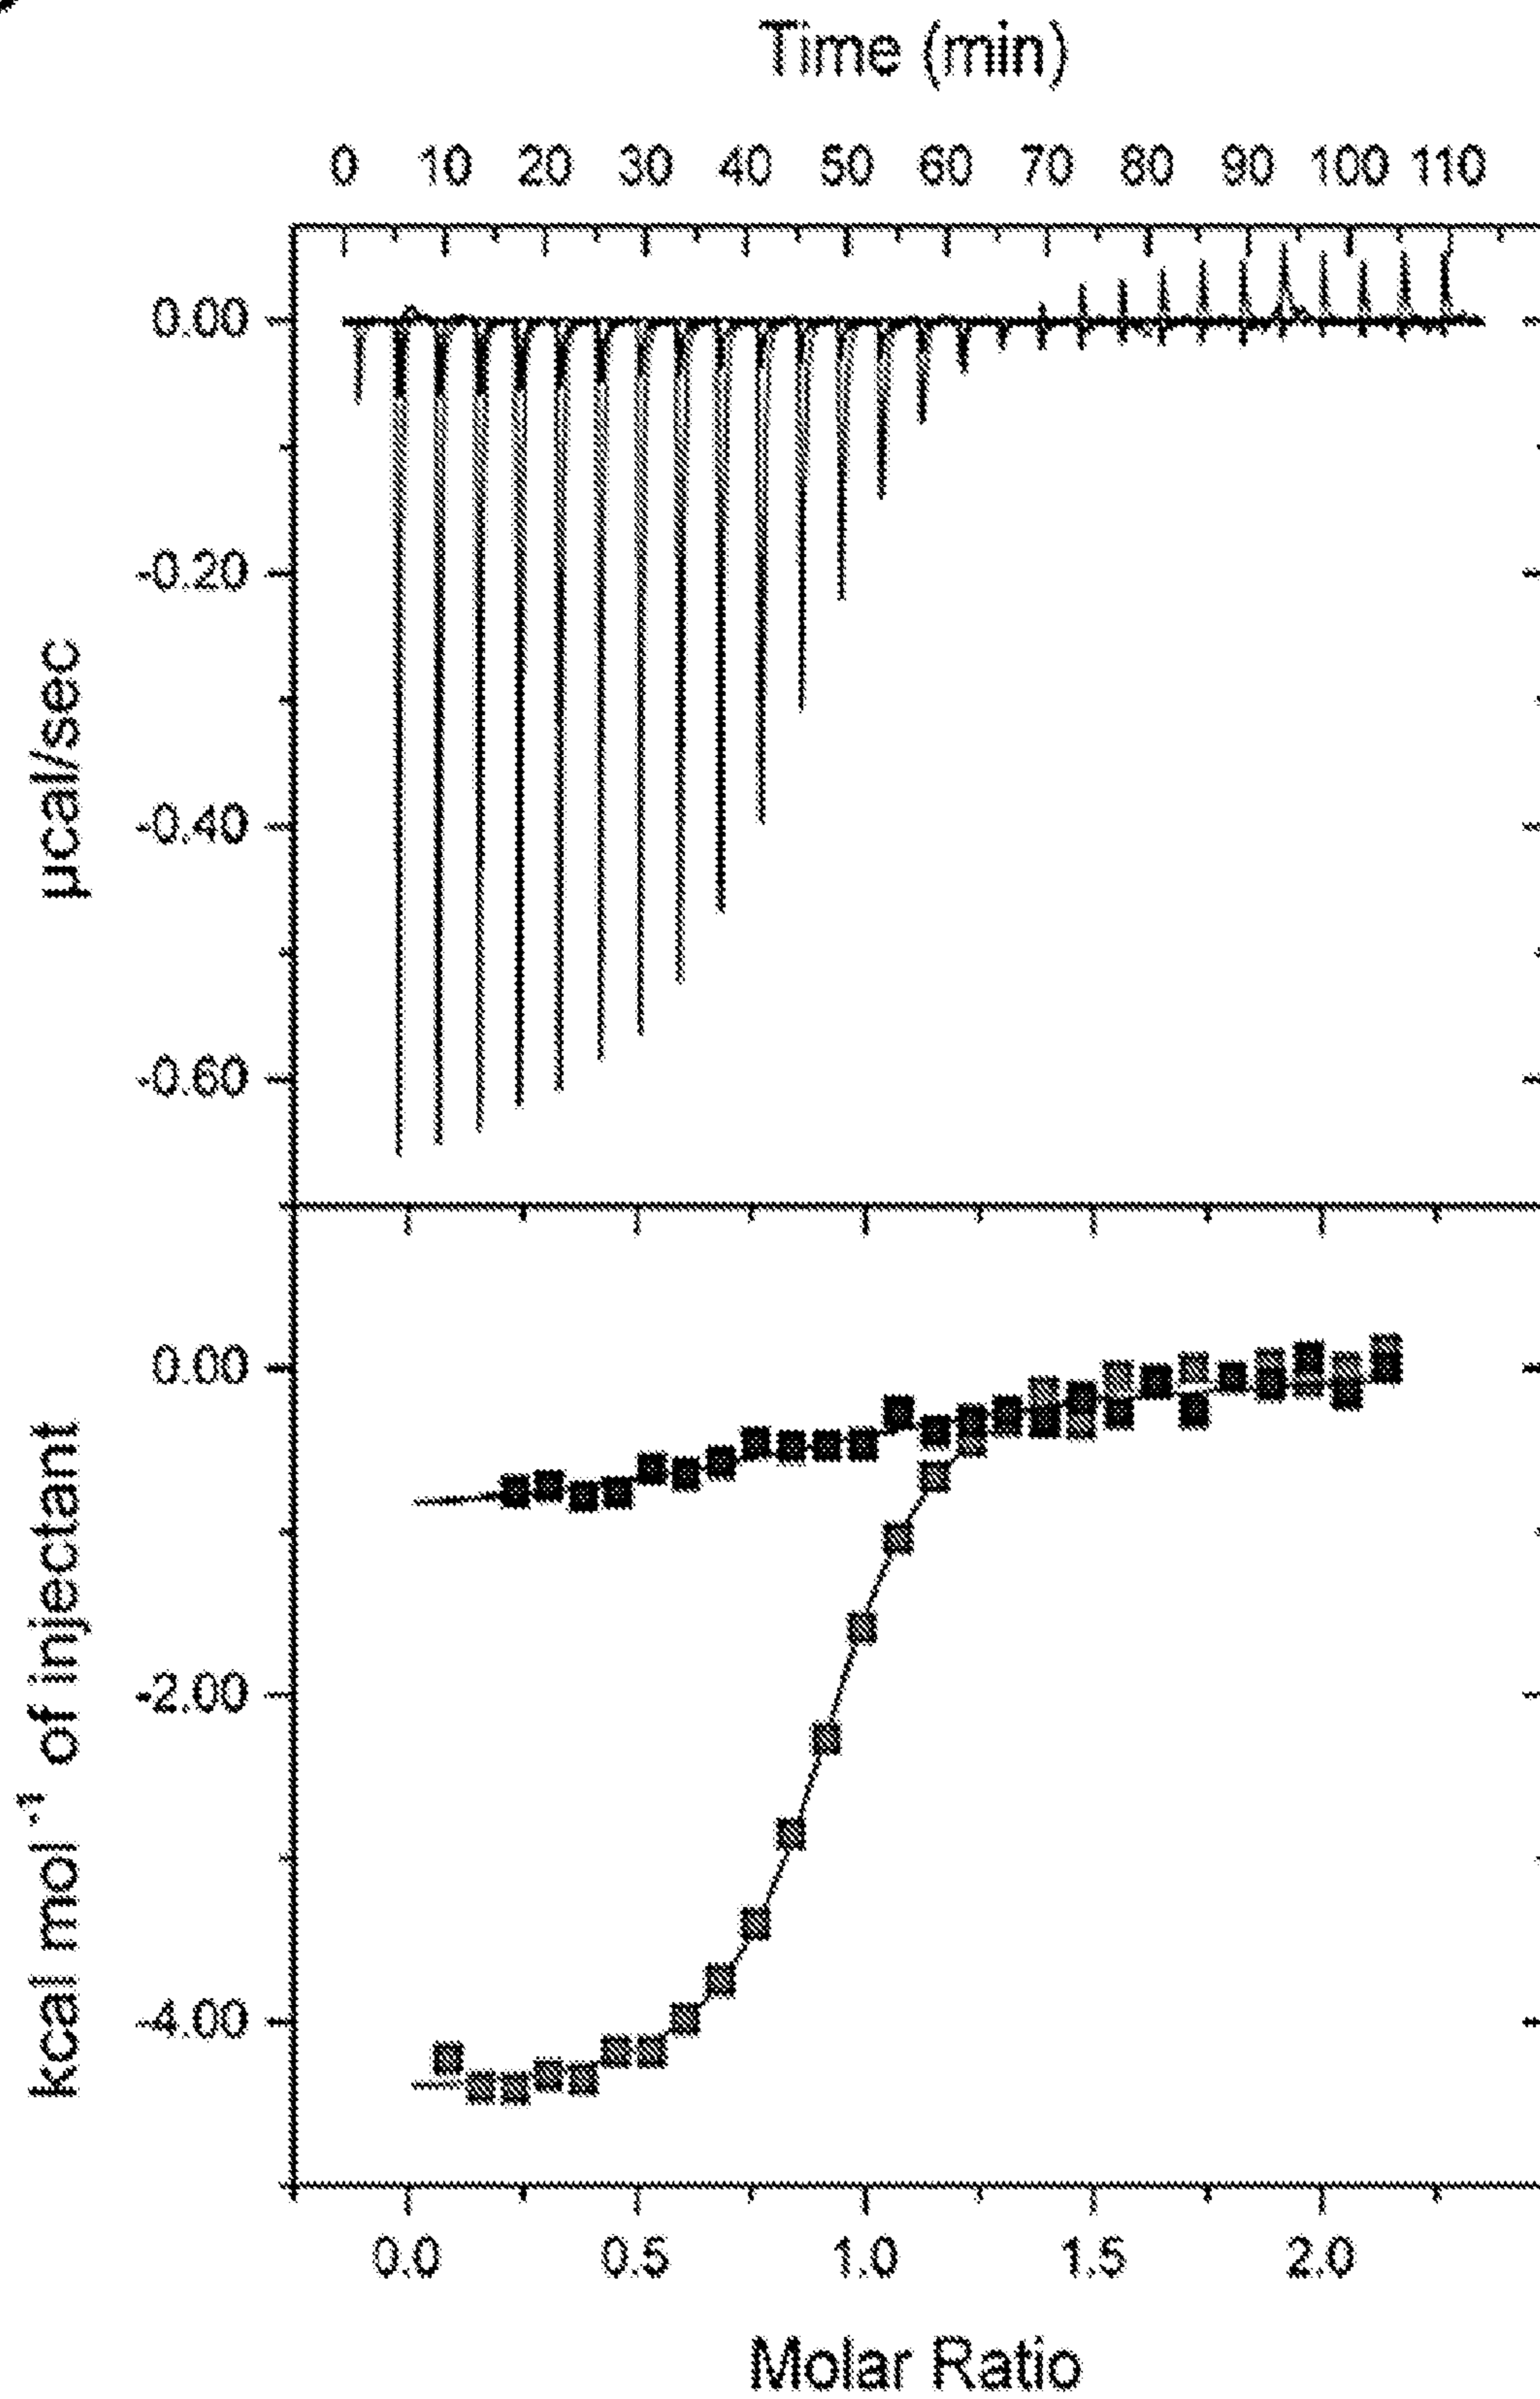 Time (min)
0 10 20 30 40 50 60 70 80 90 100 110
0.00
-0.20
-0.40
-0.60
µcal/sec
0.00
-2.00
-4.00
kcal mol⁻¹ of injectant
0.0 0.5 1.0 1.5 2.0
Molar Ratio